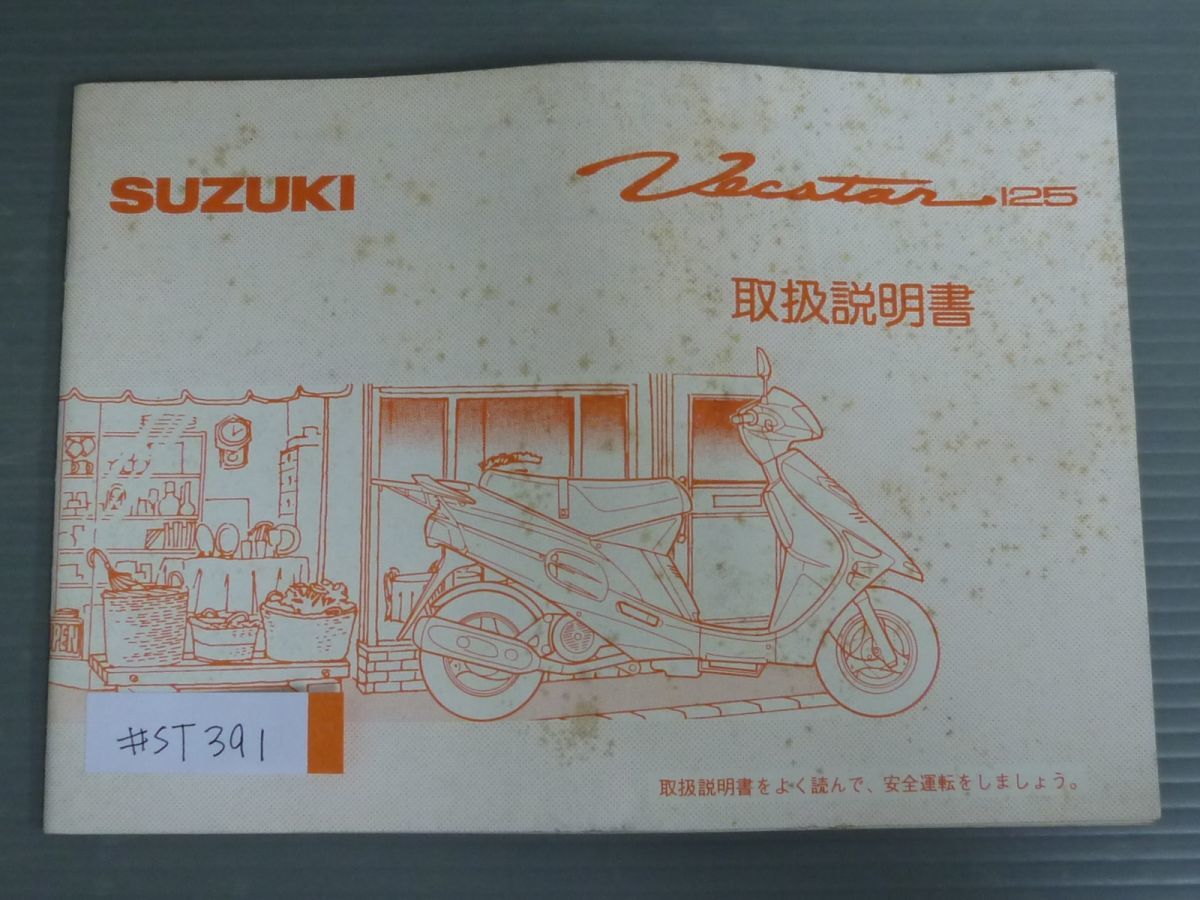 SUZUKI
Vecstar 125
取扱説明書
OPEN
#ST391
取扱説明書をよく読んで、安全運転をしましょう。